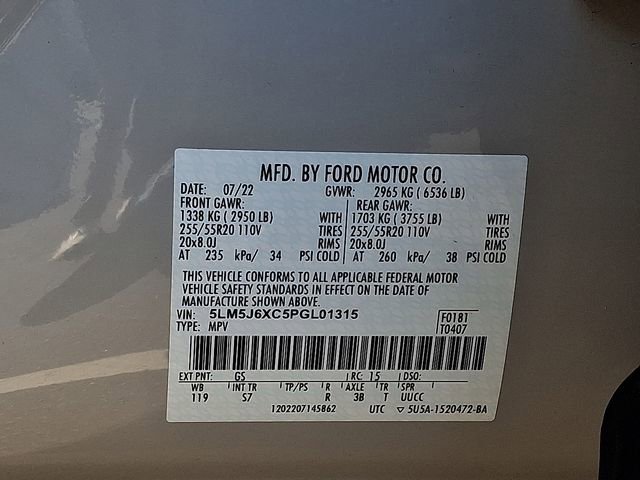 MFD. BY FORD MOTOR CO.
DATE: 07/22 GVWR: 2965 KG ( 6536 LB)
FRONT GAWR: REAR GAWR:
1338 KG ( 2950 LB) WITH 1703 KG ( 3755 LB) WITH
255/55R20 110V TIRES 255/55R20 110V TIRES
20x8.0J RIMS 20x8.0J RIMS
AT 235 kPa/ 34 PSI COLD AT 260 kPa/ 38 PSI COLD
THIS VEHICLE CONFORMS TO ALL APPLICABLE FEDERAL MOTOR
VEHICLE SAFETY STANDARDS IN EFFECT ON THE DATE OF
MANUFACTURE SHOWN ABOVE.
VIN: 5LM5J6XC5PGL01315 F0181
TYPE: MPV T0407
EXT PNT: GS RC: 15 DSO:
WB INT TR TP/PS R AXLE TR SPR
119 S7 R 3B T UUCC
1202207145862 UTC ▽ 5U5A-1520472-BA